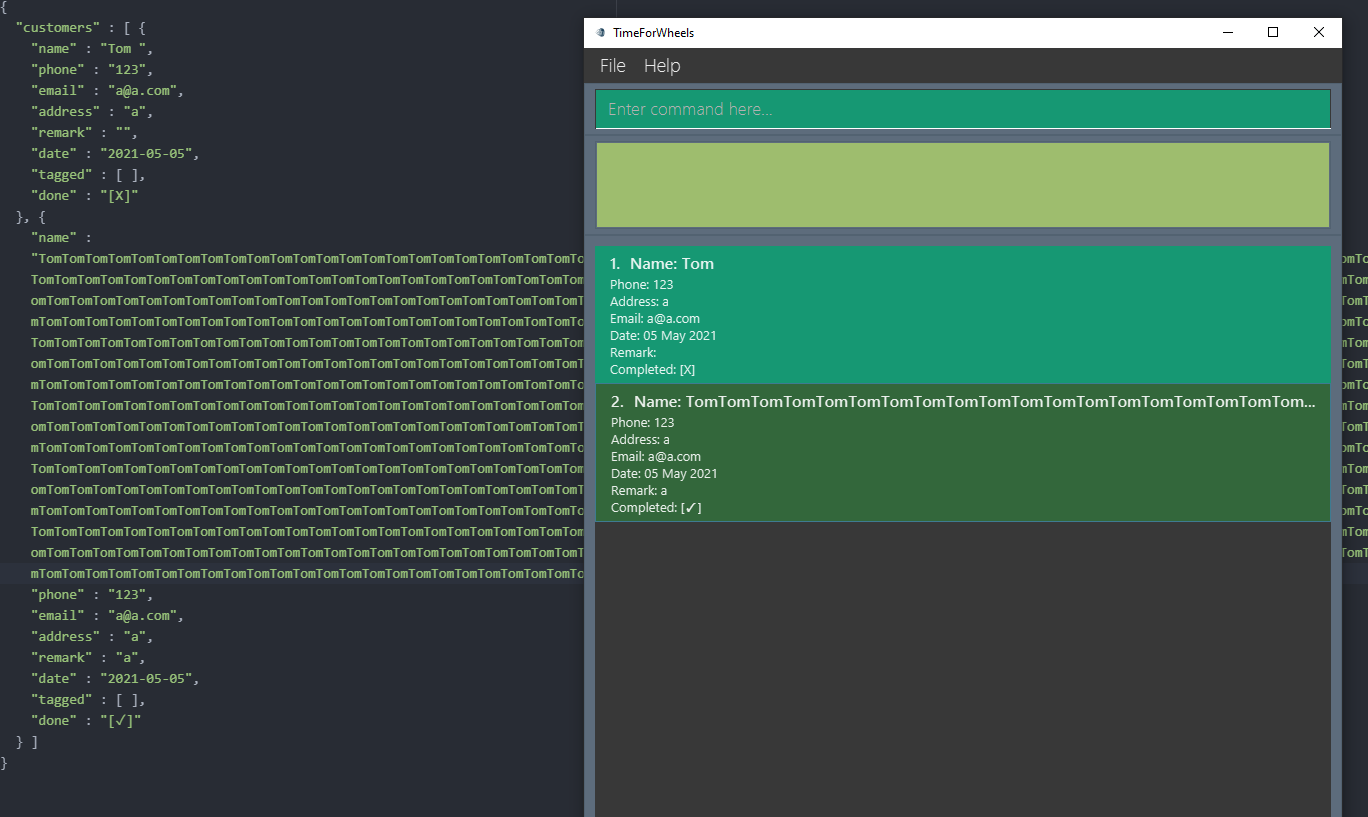 {
"customers" : [ {
"name" : "Tom ",
"phone" : "123",
"email" : "a@a.com",
"address" : "a",
"remark" : "",
"date" : "2021-05-05",
"tagged" : [ ],
"done" : "[X]"
}, {
"name" :
"TomTomTomTomTomTomTomTomTomTomTomTomTomTomTomTomTomTomTomTomTomTomTomTo
TomTomTomTomTomTomTomTomTomTomTomTomTomTomTomTomTomTomTomTomTomTomTomTom
omTomTomTomTomTomTomTomTomTomTomTomTomTomTomTomTomTomTomTomTomTomTomTomT
mTomTomTomTomTomTomTomTomTomTomTomTomTomTomTomTomTomTomTomTomTomTomTomTo
TomTomTomTomTomTomTomTomTomTomTomTomTomTomTomTomTomTomTomTomTomTomTomTom
omTomTomTomTomTomTomTomTomTomTomTomTomTomTomTomTomTomTomTomTomTomTomTomT
mTomTomTomTomTomTomTomTomTomTomTomTomTomTomTomTomTomTomTomTomTomTomTomTo
TomTomTomTomTomTomTomTomTomTomTomTomTomTomTomTomTomTomTomTomTomTomTomTom
omTomTomTomTomTomTomTomTomTomTomTomTomTomTomTomTomTomTomTomTomTomTomTomT
mTomTomTomTomTomTomTomTomTomTomTomTomTomTomTomTomTomTomTomTomTomTomTomTo
TomTomTomTomTomTomTomTomTomTomTomTomTomTomTomTomTomTomTomTomTomTomTomTom
omTomTomTomTomTomTomTomTomTomTomTomTomTomTomTomTomTomTomTomTomTomTomTomT
mTomTomTomTomTomTomTomTomTomTomTomTomTomTomTomTomTomTomTomTomTomTomTomTo
TomTomTomTomTomTomTomTomTomTomTomTomTomTomTomTomTomTomTomTomTomTomTomTom
omTomTomTomTomTomTomTomTomTomTomTomTomTomTomTomTomTomTomTomTomTomTomTomT
mTomTomTomTomTomTomTomTomTomTomTomTomTomTomTomTomTomTomTomTomTomTomTomTo
"phone" : "123",
"email" : "a@a.com",
"address" : "a",
"remark" : "a",
"date" : "2021-05-05",
"tagged" : [ ],
"done" : "[✓]"
} ]
}
TimeForWheels
File Help
Enter command here...
1. Name: Tom
Phone: 123
Address: a
Email: a@a.com
Date: 05 May 2021
Remark:
Completed: [X]
2. Name: TomTomTomTomTomTomTomTomTomTomTomTomTomTomTomTomTomTomTom...
Phone: 123
Address: a
Email: a@a.com
Date: 05 May 2021
Remark: a
Completed: [✓]